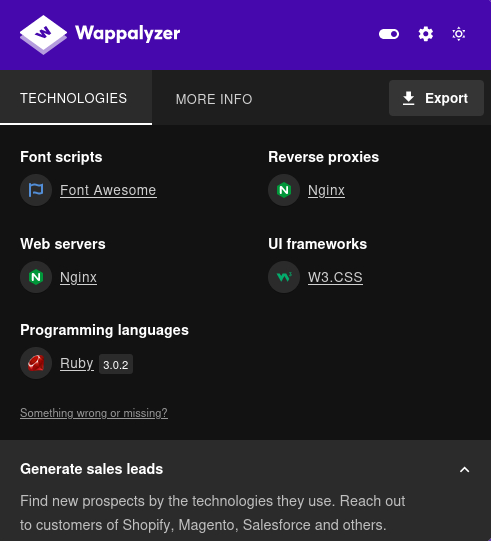 Wappalyzer
TECHNOLOGIES
MORE INFO
Export
Font scripts
Font Awesome
Reverse proxies
Nginx
Web servers
Nginx
UI frameworks
W3.CSS
Programming languages
Ruby 3.0.2
Something wrong or missing?
Generate sales leads
Find new prospects by the technologies they use. Reach out
to customers of Shopify, Magento, Salesforce and others.